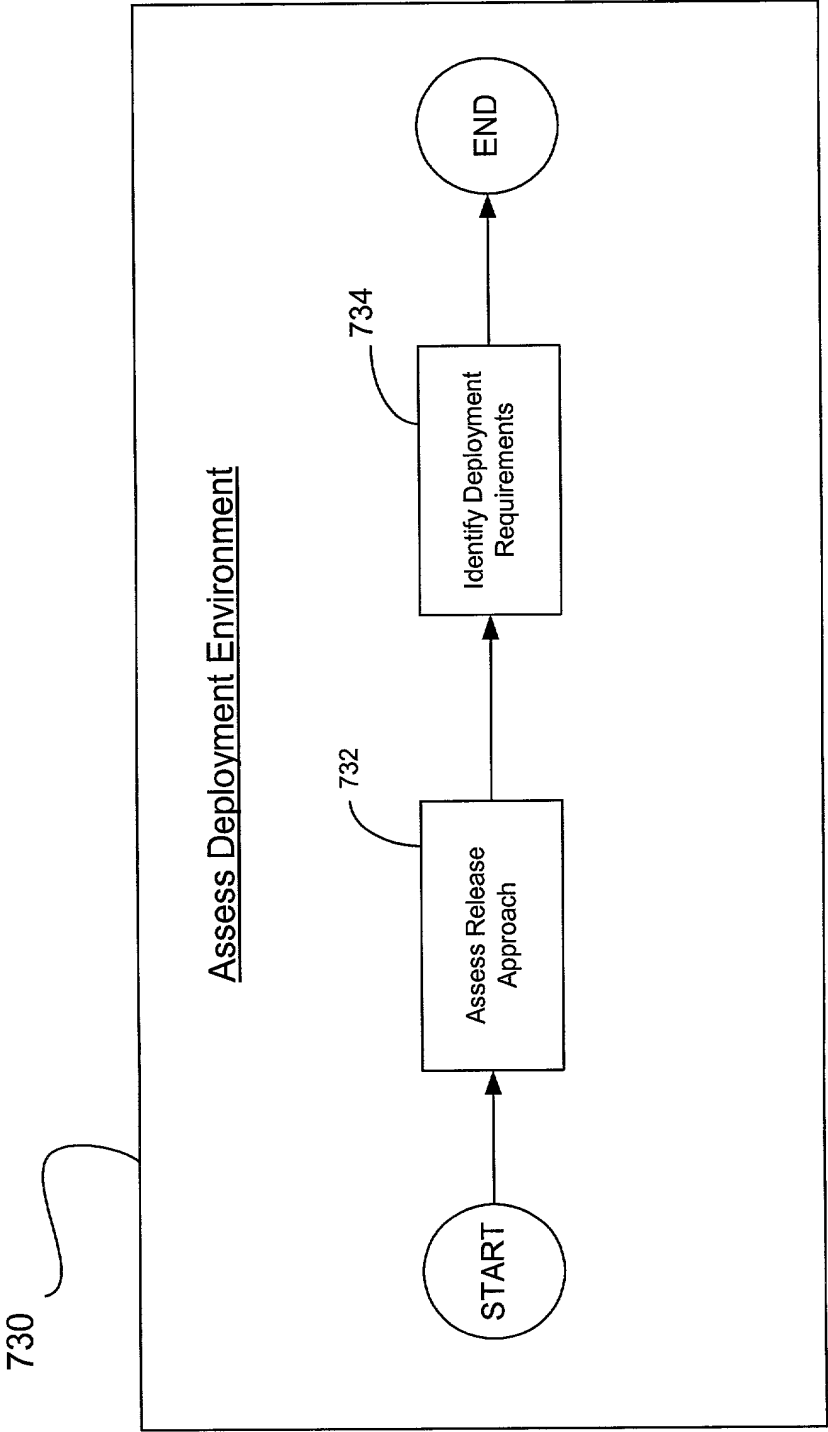 730
Assess Deployment Environment
732
734
START
Assess Release
Approach
Identify Deployment
Requirements
END